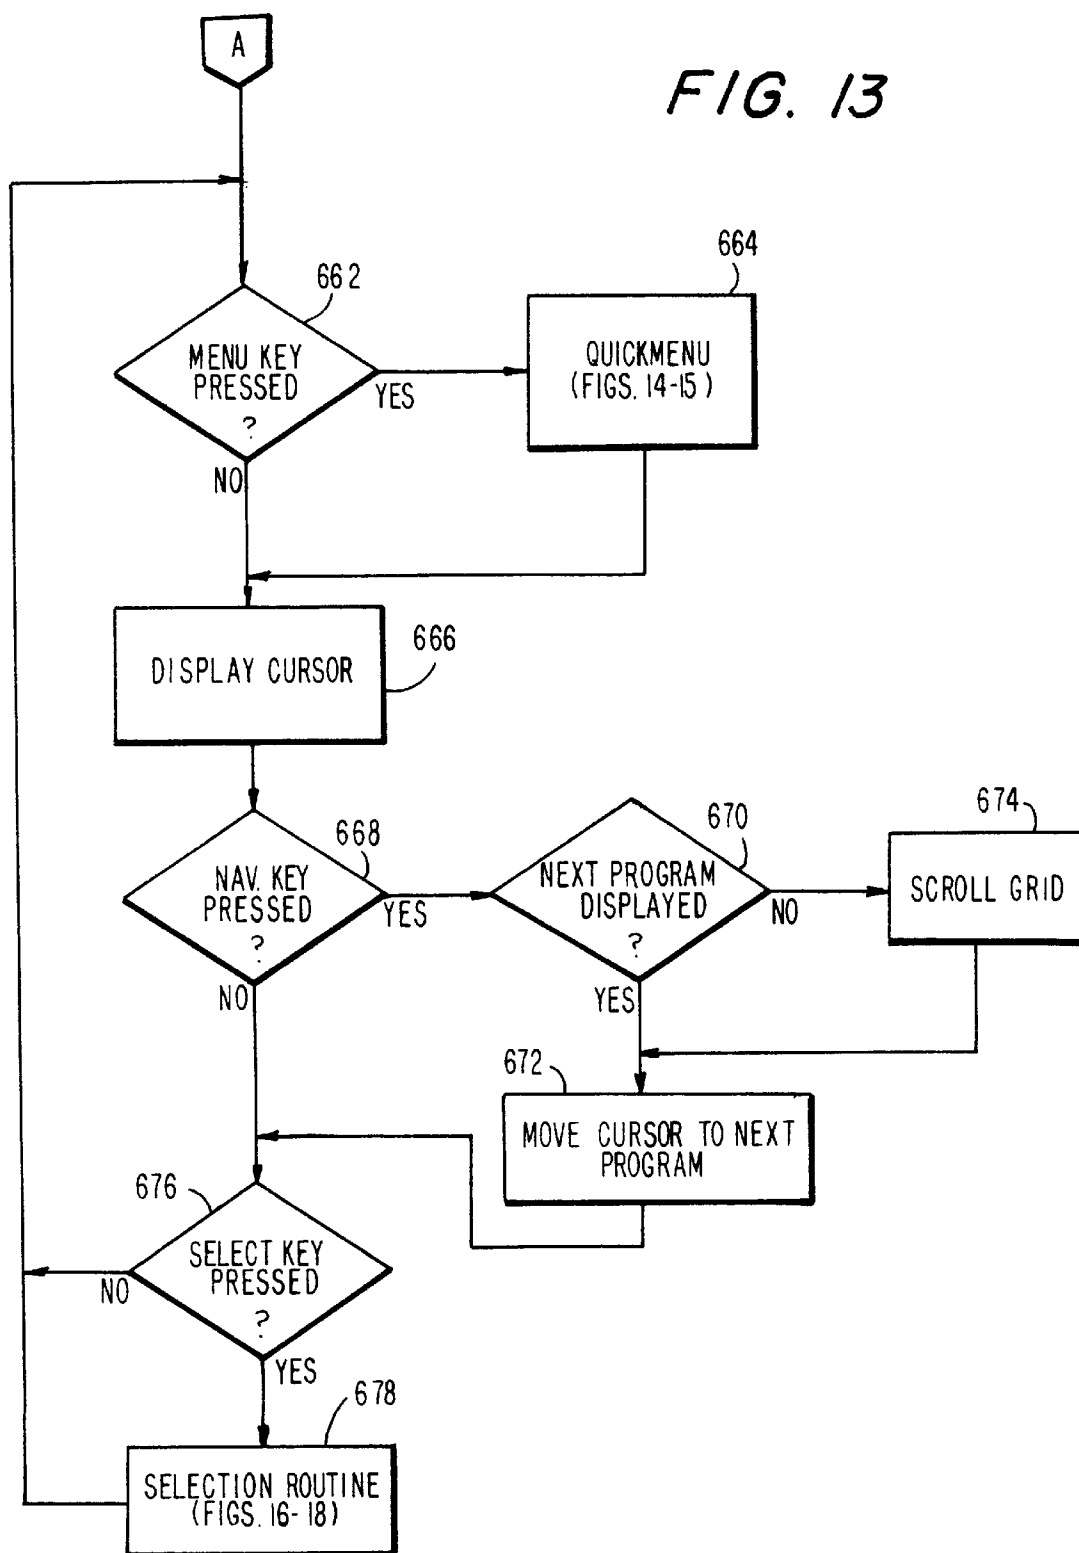 A
FIG. 13
662
664
MENU KEY
PRESSED
?
YES
NO
QUICKMENU
(FIGS. 14-15)
DISPLAY CURSOR
666
668
NAV. KEY
PRESSED
?
YES
NO
670
NEXT PROGRAM
DISPLAYED
?
NO
YES
674
SCROLL GRID
672
MOVE CURSOR TO NEXT
PROGRAM
676
SELECT KEY
PRESSED
?
NO
YES
678
SELECTION ROUTINE
(FIGS. 16-18)